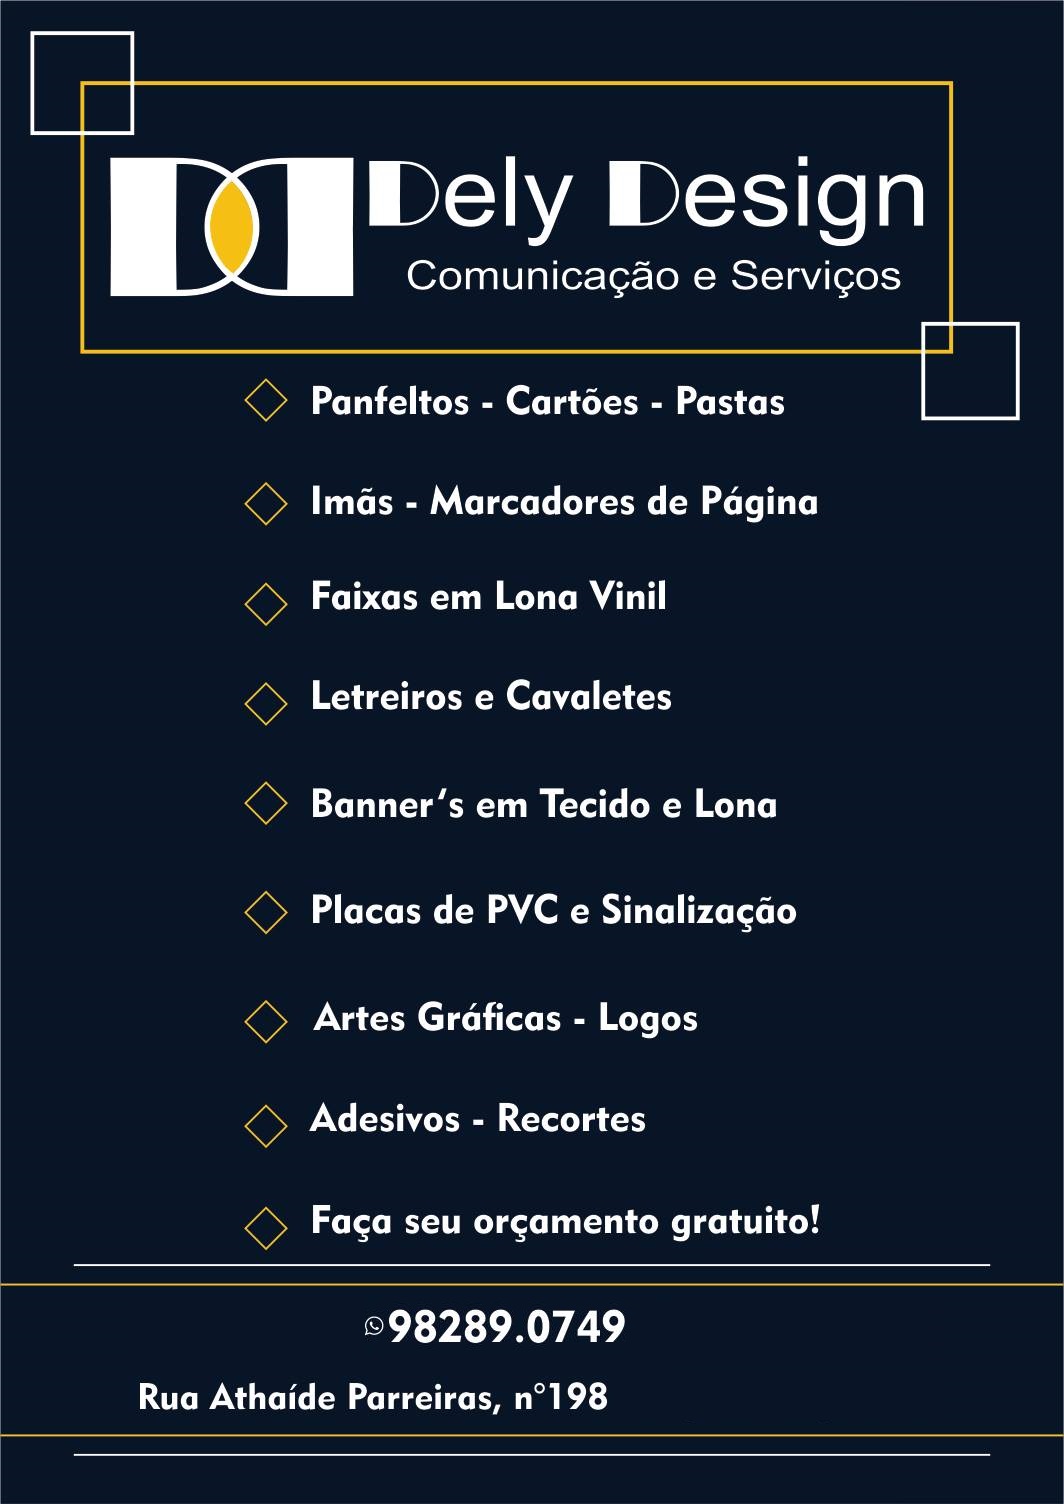 Dely Design
Comunicação e Serviços
Panfeltos - Cartões - Pastas
Imãs - Marcadores de Página
Faixas em Lona Vinil
Letreiros e Cavaletes
Banner's em Tecido e Lona
Placas de PVC e Sinalização
Artes Gráficas - Logos
Adesivos - Recortes
Faça seu orçamento gratuito!
98289.0749
Rua Athaíde Parreiras, n°198